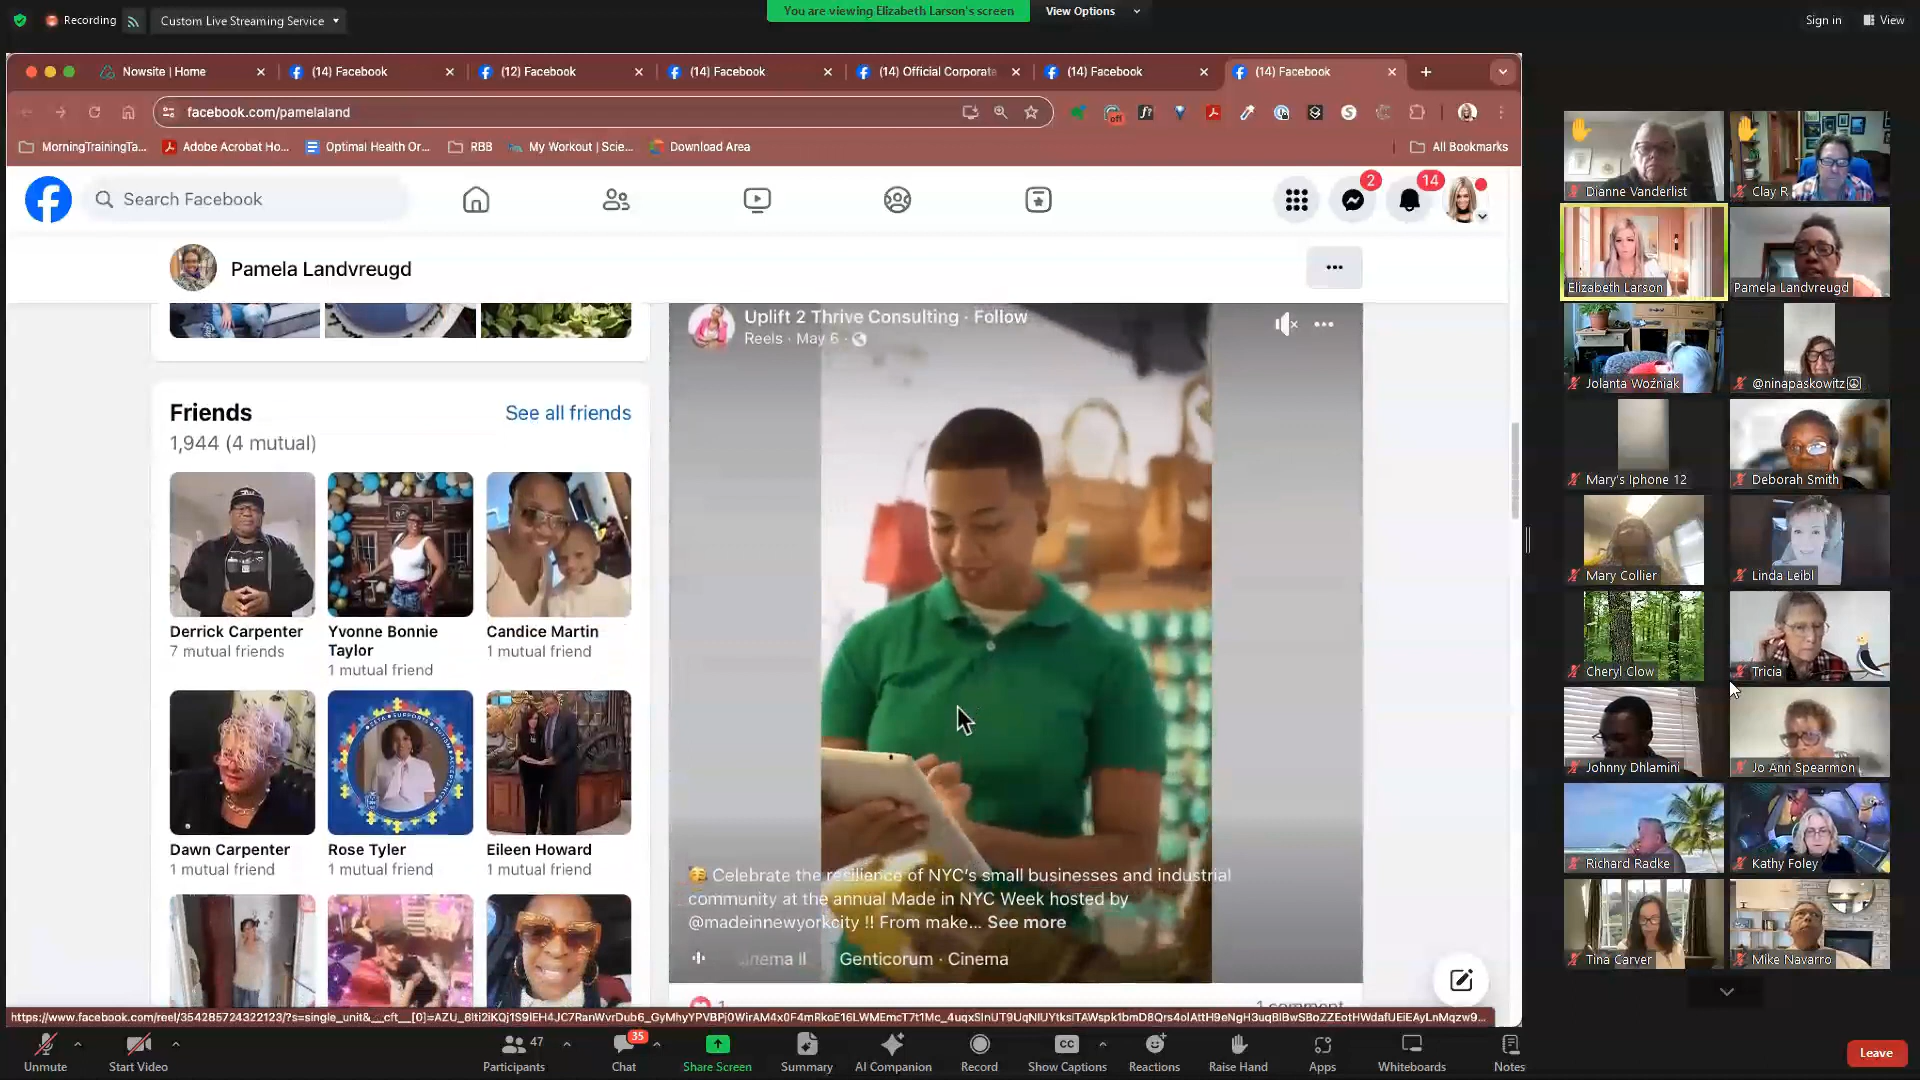 Recording
Custom Live Streaming Service
You are viewing Elizabeth Larson's screen
View Options
Sign in
View
Nowsite | Home
(14) Facebook
(12) Facebook
(14) Facebook
(14) Official Corporate
(14) Facebook
(14) Facebook
facebook.com/pamelaland
off
MorningTrainingTa...
Adobe Acrobat Ho...
Optimal Health Or...
RBB
My Workout | Scie...
Download Area
All Bookmarks
Search Facebook
2
14
Pamela Landvreugd
Uplift 2 Thrive Consulting · Follow
Reels · May 6 ·
Friends
See all friends
1,944 (4 mutual)
Derrick Carpenter
7 mutual friends
Yvonne Bonnie
Taylor
1 mutual friend
Candice Martin
1 mutual friend
Dawn Carpenter
1 mutual friend
Rose Tyler
1 mutual friend
Eileen Howard
1 mutual friend
Celebrate the resilience of NYC's small businesses and industrial
community at the annual Made in NYC Week hosted by
@madeinnewyorkcity !! From make... See more
Genticorum · Cinema
1
1 comment
Dianne Vanderlist
Clay R
Elizabeth Larson
Pamela Landvreugd
Jolanta Woźniak
@ninapaskowitz
Mary's Iphone 12
Deborah Smith
Mary Collier
Linda Leibl
Cheryl Clow
Tricia
Johnny Dhlamini
Jo Ann Spearmon
Richard Radke
Kathy Foley
Tina Carver
Mike Navarro
Unmute
Start Video
47
Participants
35
Chat
Share Screen
Summary
AI Companion
Record
CC
Show Captions
Reactions
Raise Hand
Apps
Whiteboards
Notes
Leave